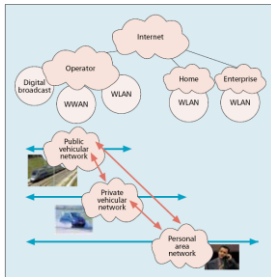 Internet
Operator
Home
Enterprise
Digital
broadcast
WLAN
WWAN
WLAN
WLAN
Public
vehicular
network
Private
vehicular
network
Personal
area
network